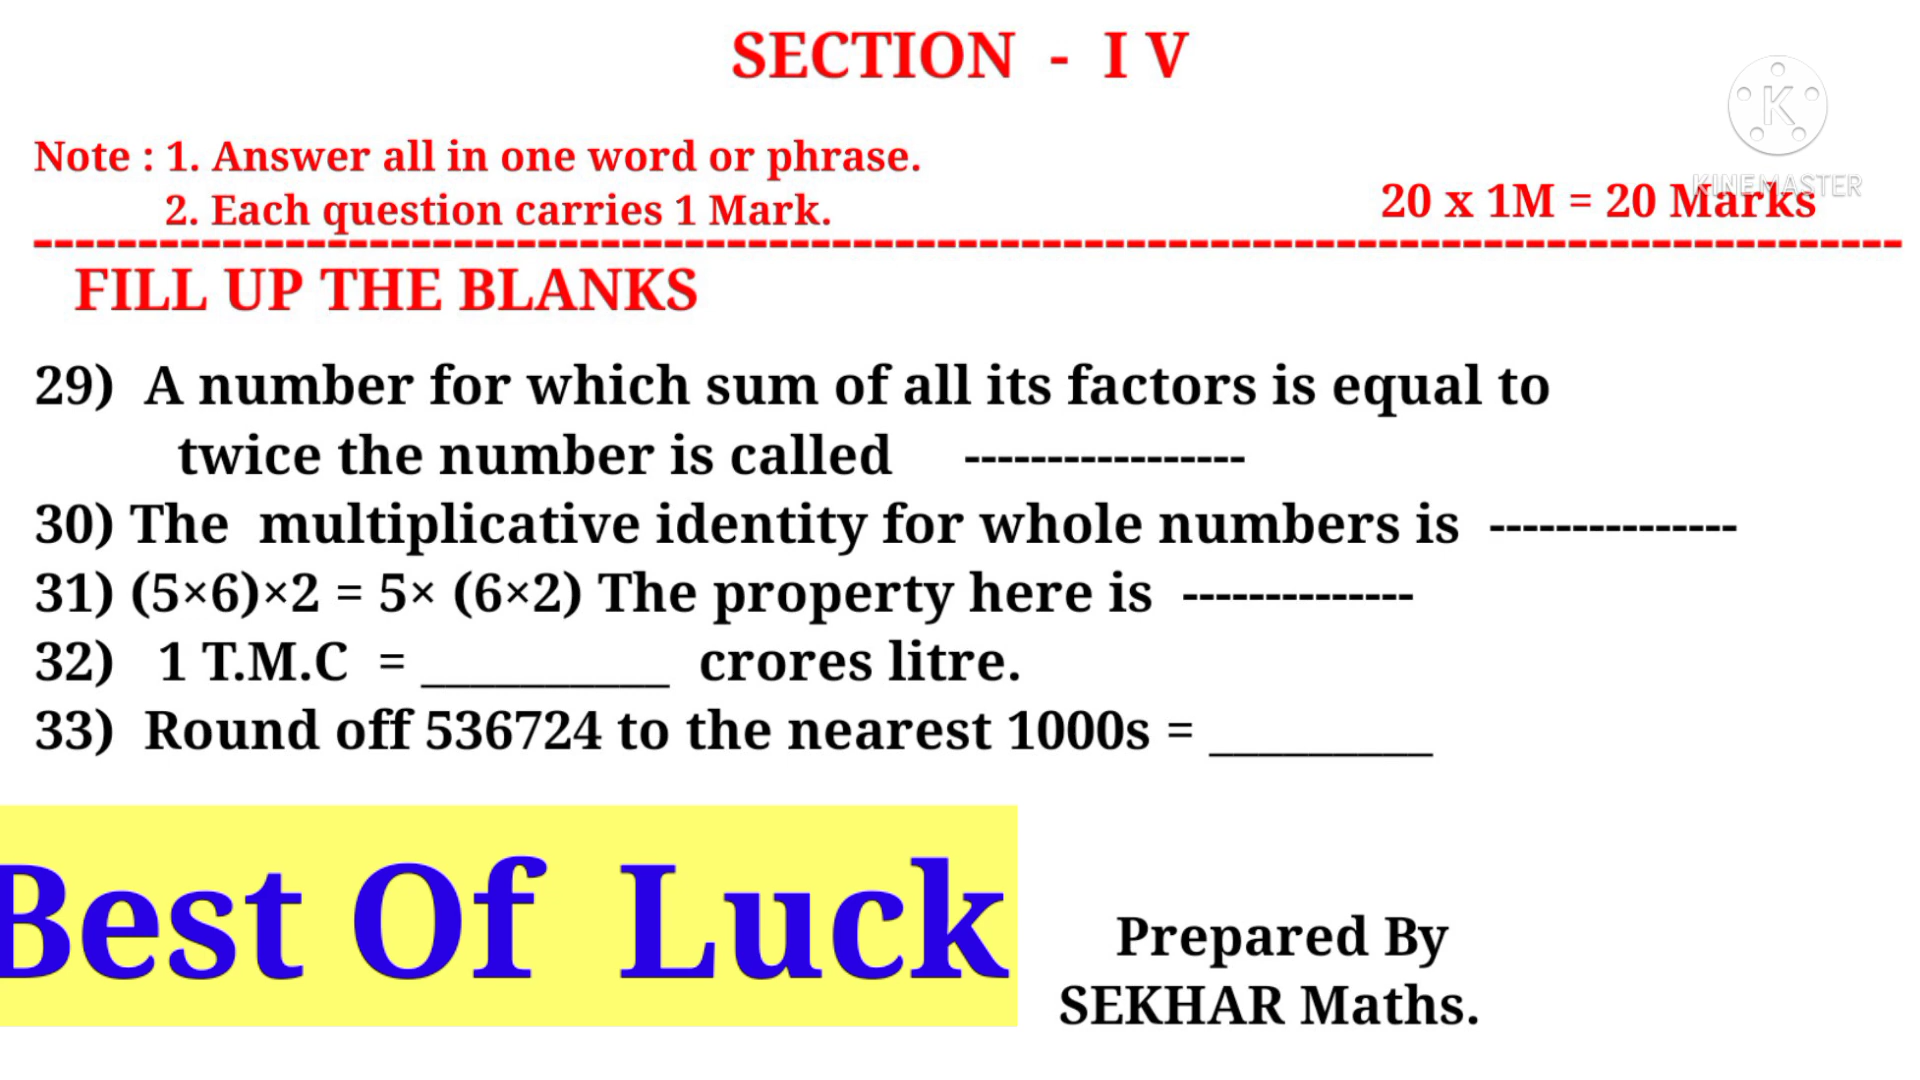 SECTION - I V
Note : 1. Answer all in one word or phrase.
2. Each question carries 1 Mark.
20 x 1M = 20 Marks
K
KINEMASTER
--------------------------------------------------------------------------------
FILL UP THE BLANKS
29) A number for which sum of all its factors is equal to
twice the number is called -----------------
30) The multiplicative identity for whole numbers is ---------------
31) (5×6)×2 = 5× (6×2) The property here is --------------
32) 1 T.M.C = __________ crores litre.
33) Round off 536724 to the nearest 1000s = _________
Best Of Luck
Prepared By
SEKHAR Maths.